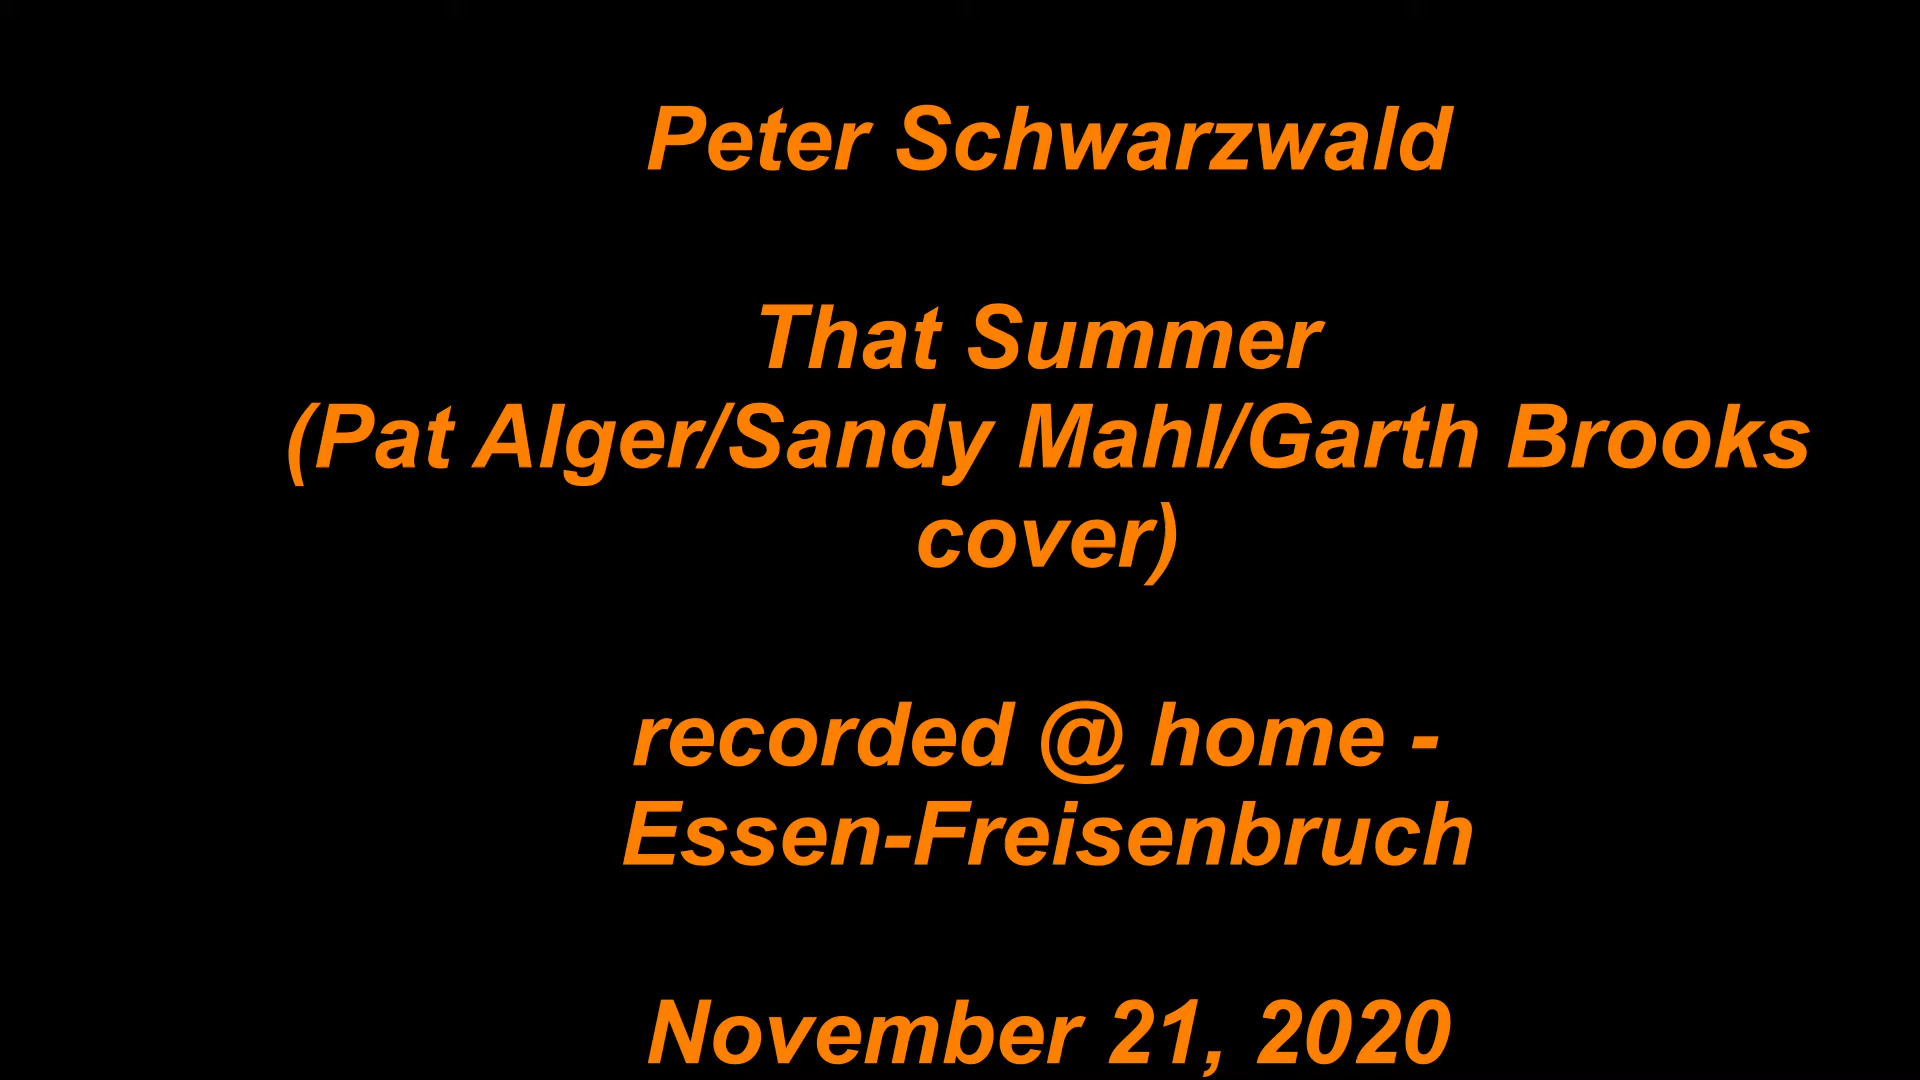 Peter Schwarzwald
That Summer
(Pat Alger/Sandy Mahl/Garth Brooks
cover)
recorded @ home -
Essen-Freisenbruch
November 21, 2020